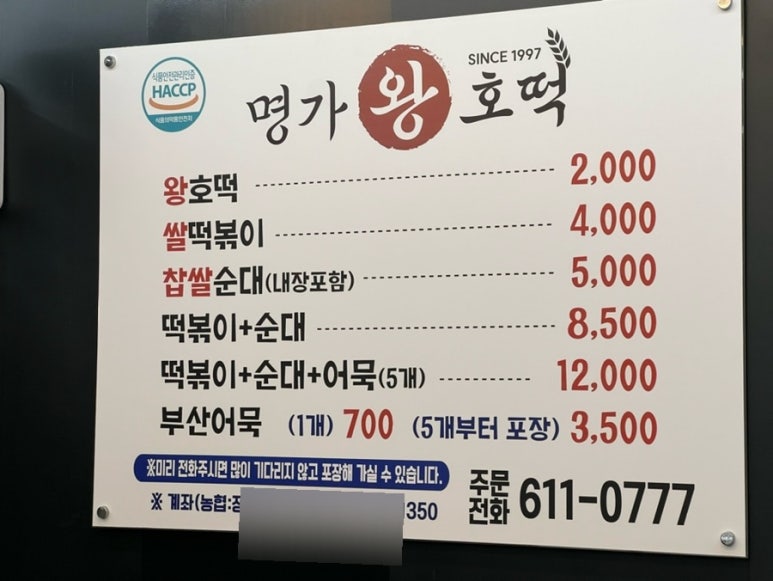 식품안전관리인증
HACCP
식품의약품안전처
SINCE 1997
명가 왕 호떡
왕호떡 2,000
쌀떡볶이 4,000
찹쌀순대(내장포함) 5,000
떡볶이+순대 8,500
떡볶이+순대+어묵(5개) 12,000
부산어묵 (1개) 700 (5개부터 포장) 3,500
※미리 전화주시면 많이 기다리지 않고 포장해 가실 수 있습니다.
※ 계좌(농협:장 350
주문전화 611-0777